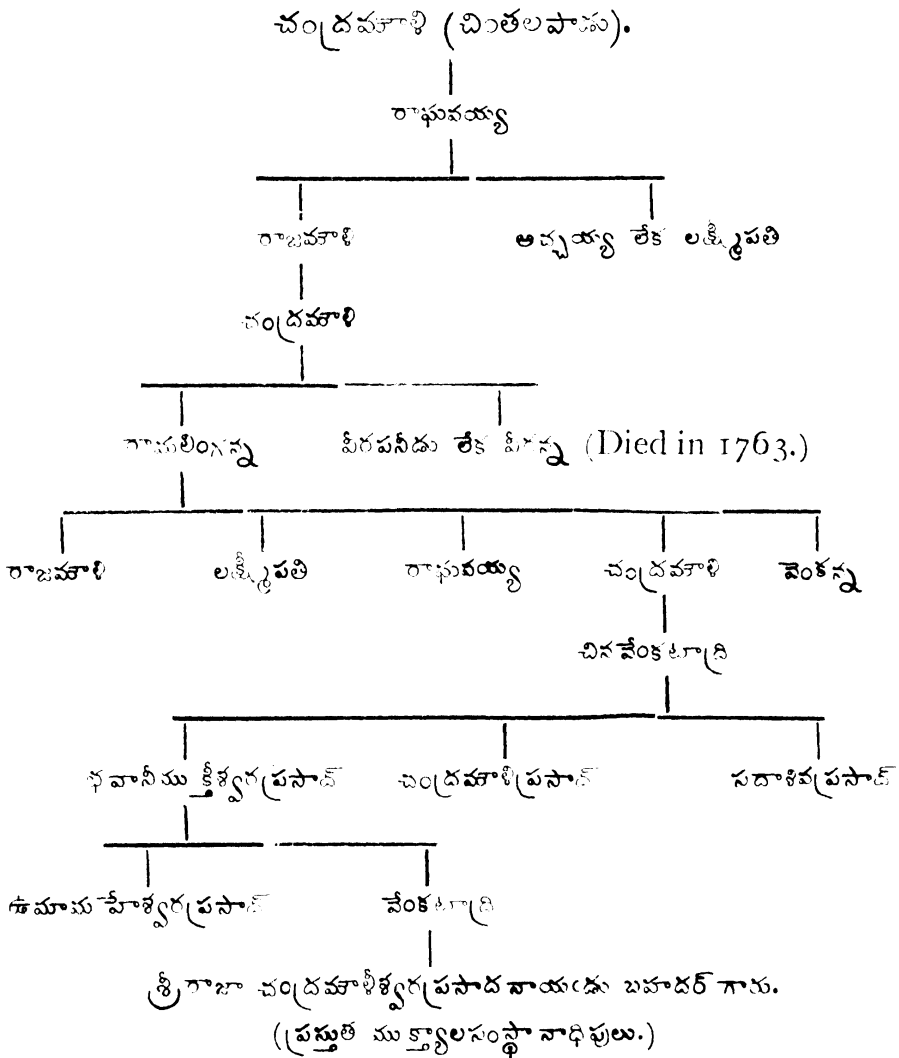 చంద్రమౌళి (చింతలపాడు).
రాఘవయ్య
రాజమౌళి అచ్చయ్య లేక లక్ష్మీపతి
చంద్రమౌళి
రామలింగన్న వీరపనీడు లేక వీరన్న (Died in 1763.)
రాజమౌళి లక్ష్మీపతి రాఘవయ్య చంద్రమౌళి వెంకన్న
చినవేంకటాద్రి
భవానీముక్తీశ్వరప్రసాద్ చంద్రమౌళిప్రసాద్ సదాశివప్రసాద్
ఉమామహేశ్వరప్రసాద్ వేంకటాద్రి
శ్రీరాజా చంద్రమౌళీశ్వరప్రసాదనాయఁడు బహదర్ గారు.
(ప్రస్తుత ముక్త్యాలసంస్థానాధిపులు.)